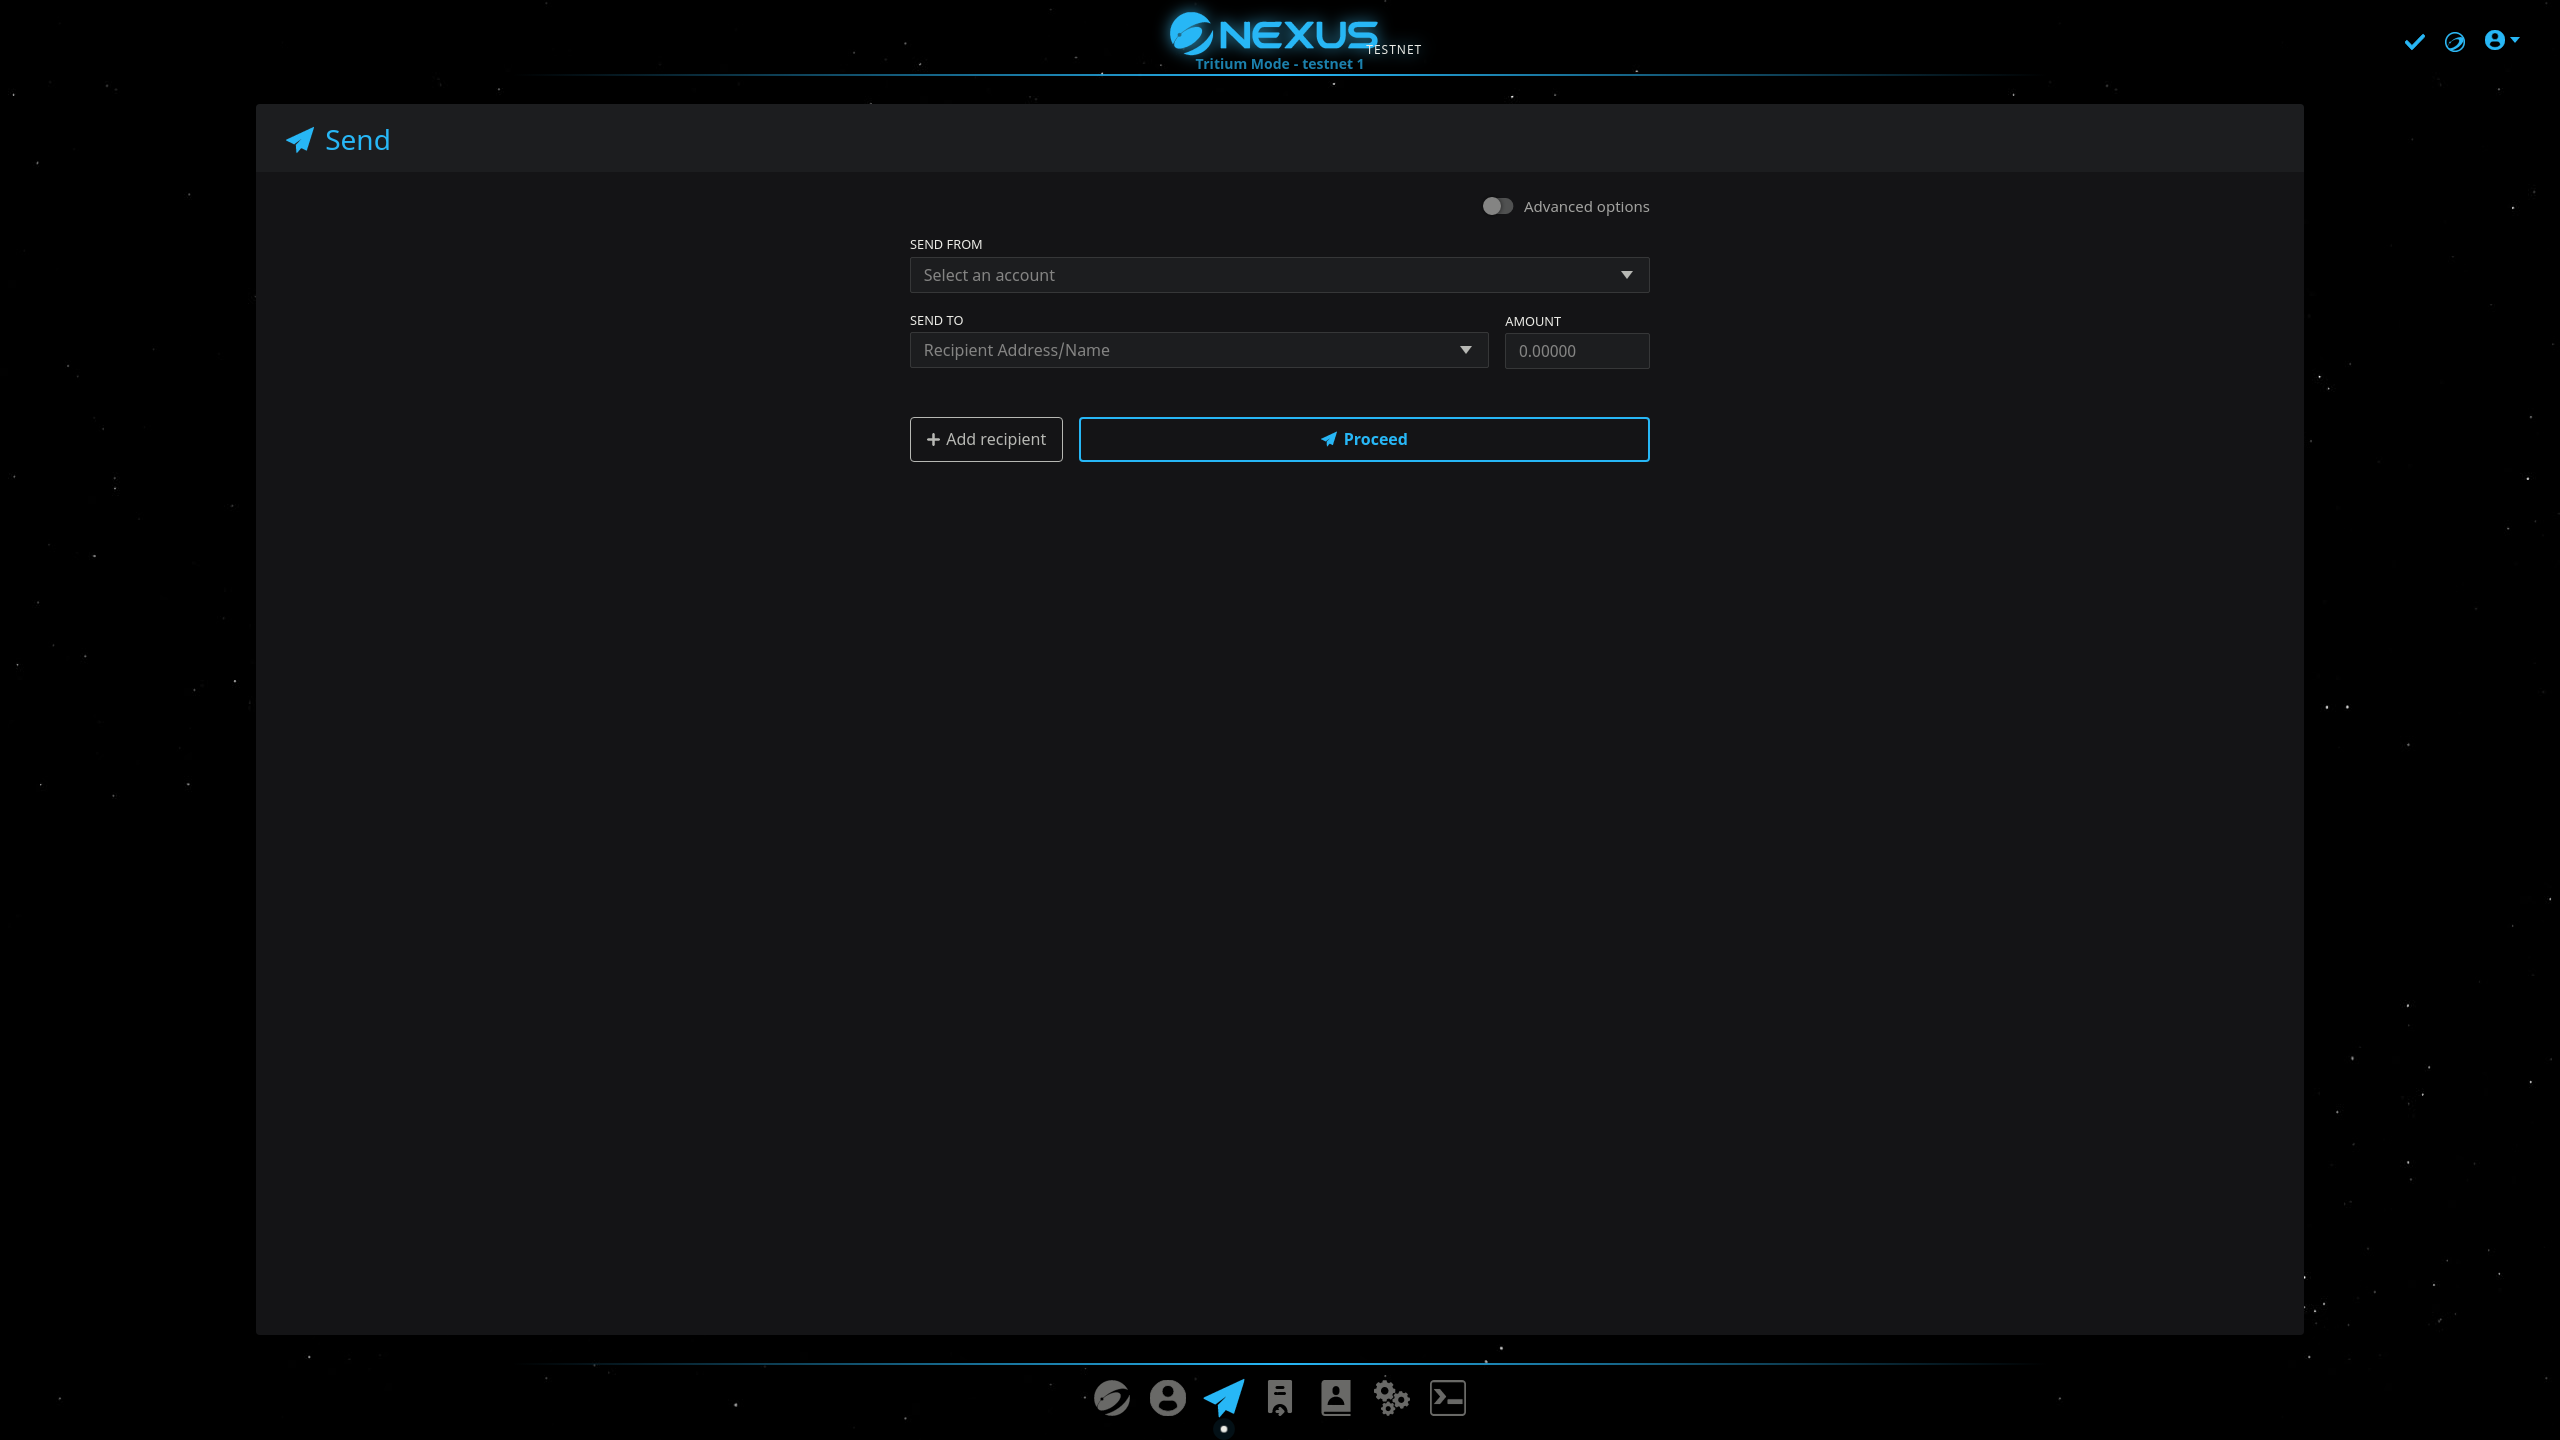 NEXUS
TESTNET
Tritium Mode - testnet 1
Send
Advanced options
SEND FROM
Select an account
SEND TO
AMOUNT
Recipient Address/Name
0.00000
Add recipient
Proceed